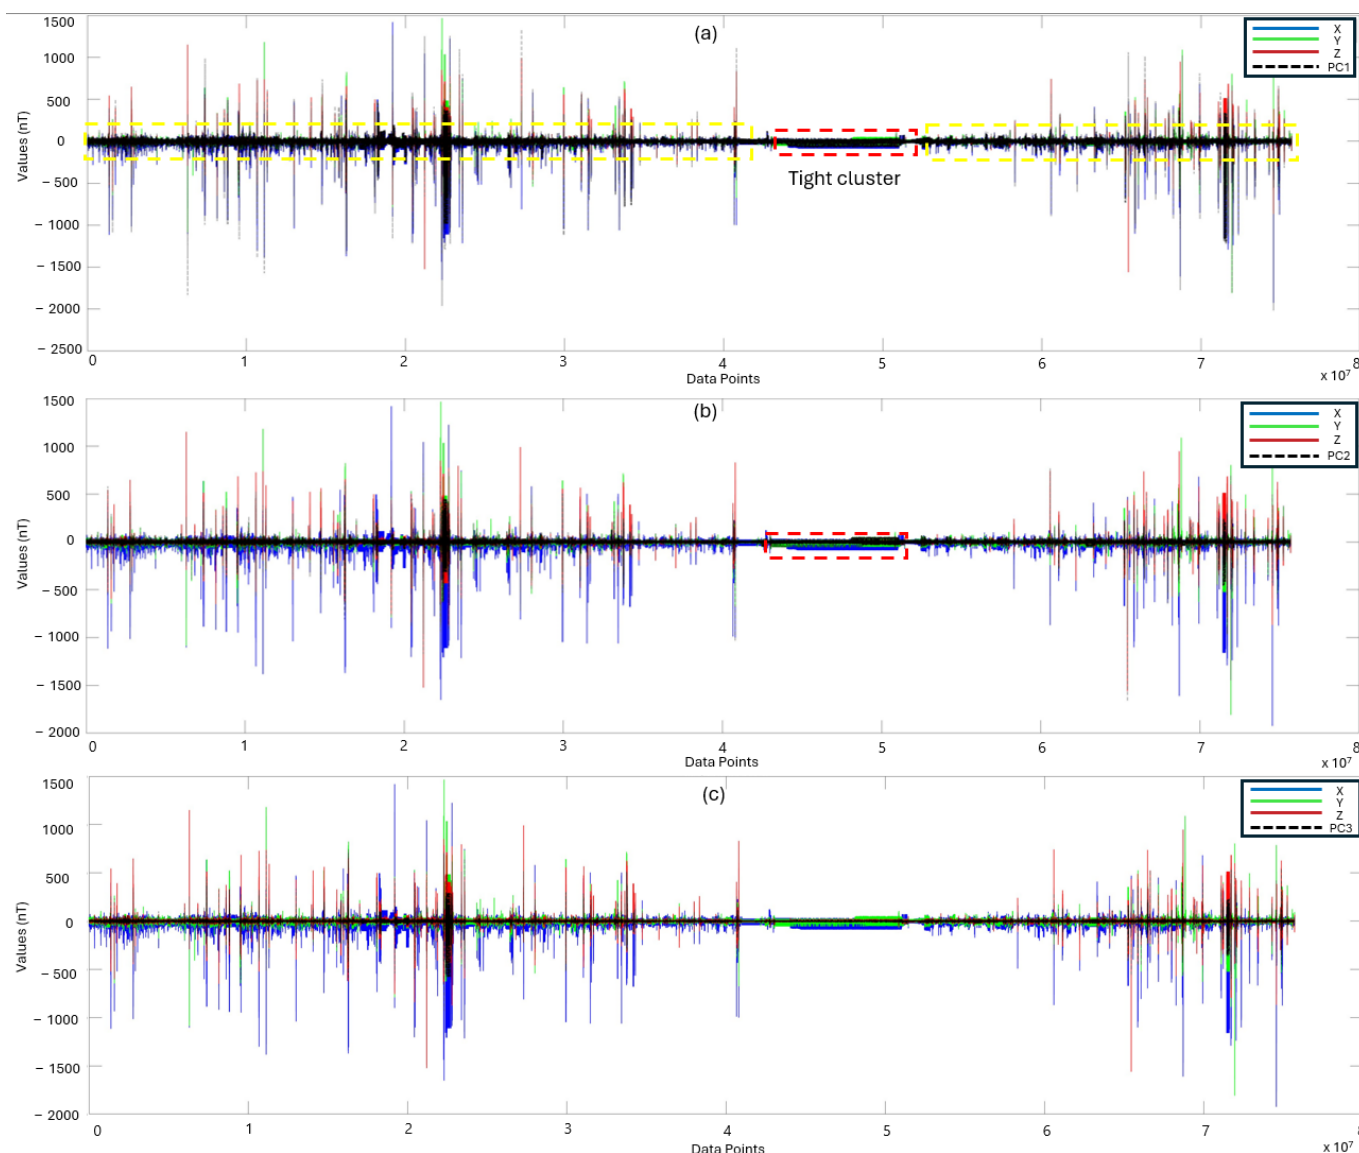 (a)
1500
1000
500
0
− 500
− 1000
− 1500
− 2000
− 2500
Values (nT)
X
Y
Z
PC1
Tight cluster
0 1 2 3 4 5 6 7 8
Data Points
x 10⁷
(b)
1500
1000
500
0
− 500
− 1000
− 1500
− 2000
Values (nT)
X
Y
Z
PC2
0 1 2 3 4 5 6 7 8
Data Points
x 10⁷
(c)
1500
1000
500
0
− 500
− 1000
− 1500
− 2000
Values (nT)
X
Y
Z
PC3
0 1 2 3 4 5 6 7
Data Points
x 10⁷